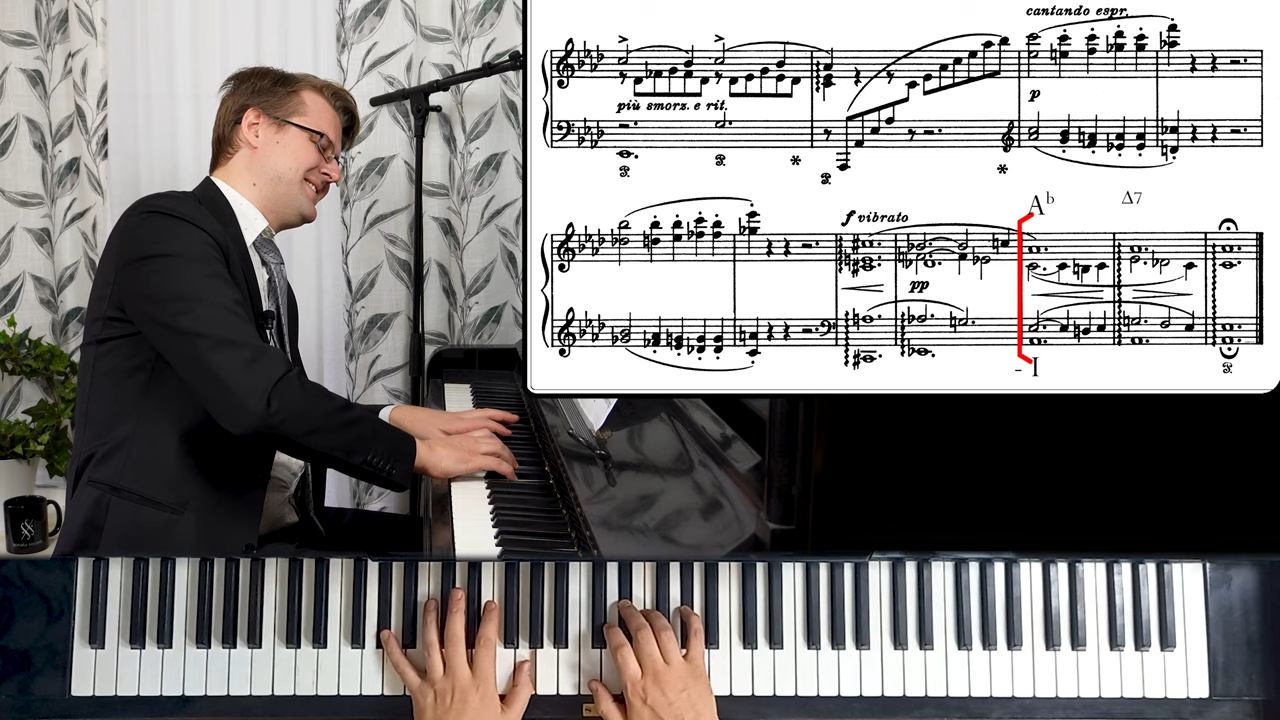 cantando espr.
più smorz. e rit.
p
f vibrato
A♭ Δ7
pp
- I